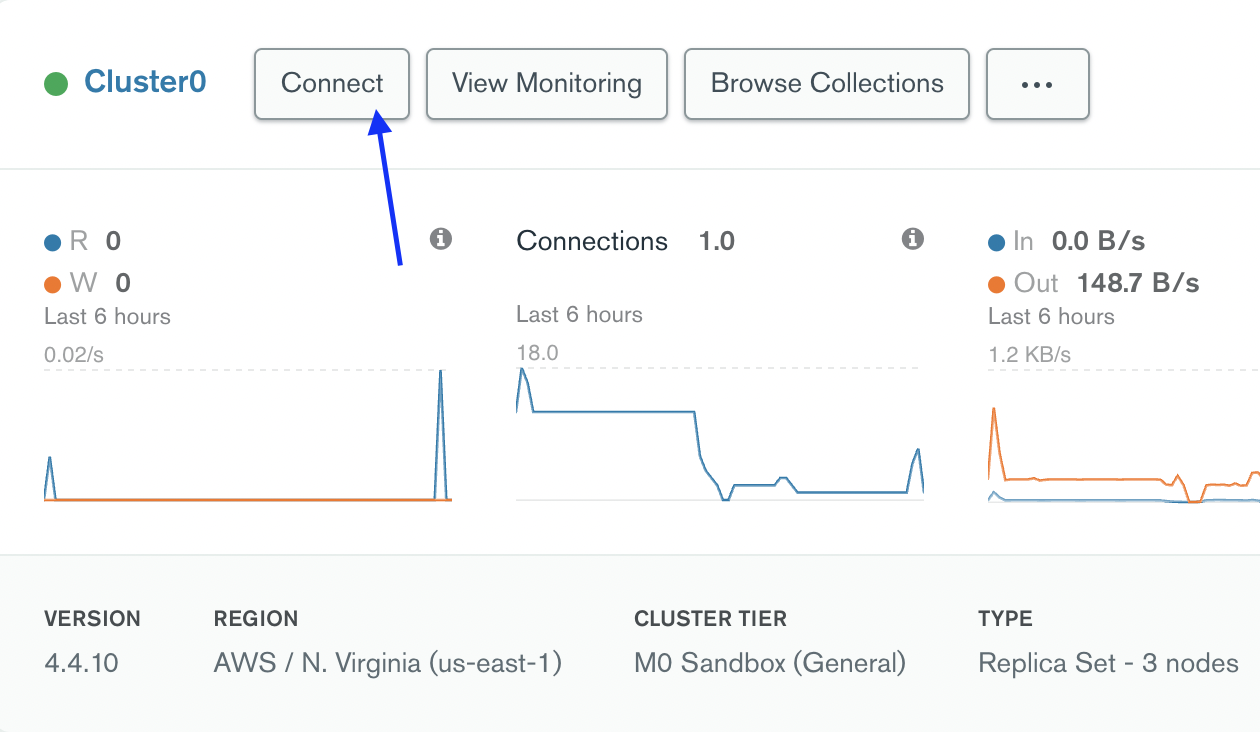 Cluster0 Connect View Monitoring Browse Collections ...
R 0
W 0
Last 6 hours
0.02/s
Connections 1.0
Last 6 hours
18.0
In 0.0 B/s
Out 148.7 B/s
Last 6 hours
1.2 KB/s
VERSION
4.4.10
REGION
AWS / N. Virginia (us-east-1)
CLUSTER TIER
M0 Sandbox (General)
TYPE
Replica Set - 3 nodes